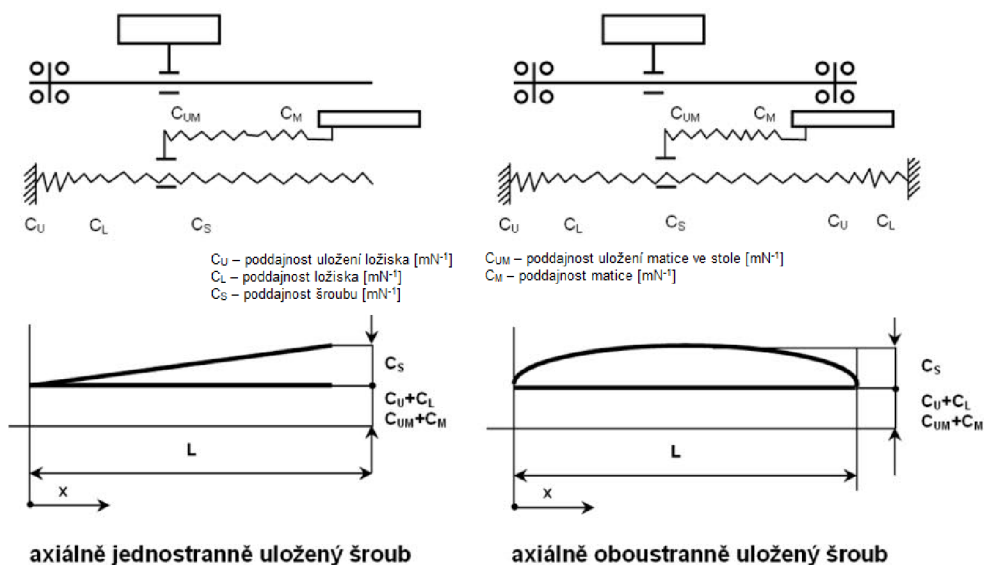 C_UM C_M
C_UM C_M
C_U C_L C_S
C_U C_L C_S C_U C_L
C_U – poddajnost uložení ložiska [mN⁻¹]
C_L – poddajnost ložiska [mN⁻¹]
C_S – poddajnost šroubu [mN⁻¹]
C_UM – poddajnost uložení matice ve stole [mN⁻¹]
C_M – poddajnost matice [mN⁻¹]
C_S
C_U+C_L
C_UM+C_M
L
x
C_S
C_U+C_L
C_UM+C_M
L
x
axiálně jednostranně uložený šroub
axiálně oboustranně uložený šroub